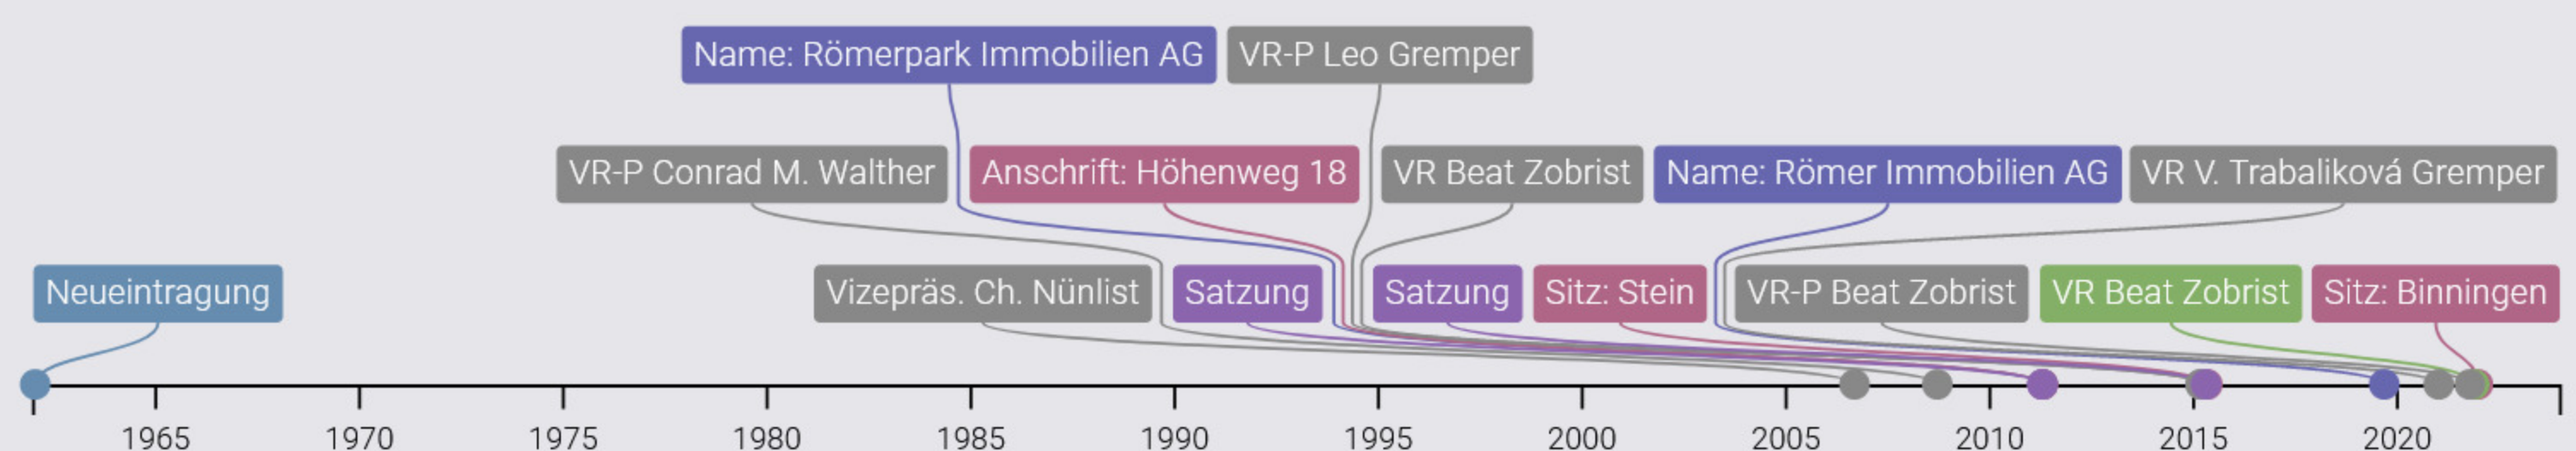 Name: Römerpark Immobilien AG
VR-P Leo Gremper
VR-P Conrad M. Walther
Anschrift: Höhenweg 18
VR Beat Zobrist
Name: Römer Immobilien AG
VR V. Trabaliková Gremper
Neueintragung
Vizepräs. Ch. Nünlist
Satzung
Satzung
Sitz: Stein
VR-P Beat Zobrist
VR Beat Zobrist
Sitz: Binningen
1965
1970
1975
1980
1985
1990
1995
2000
2005
2010
2015
2020